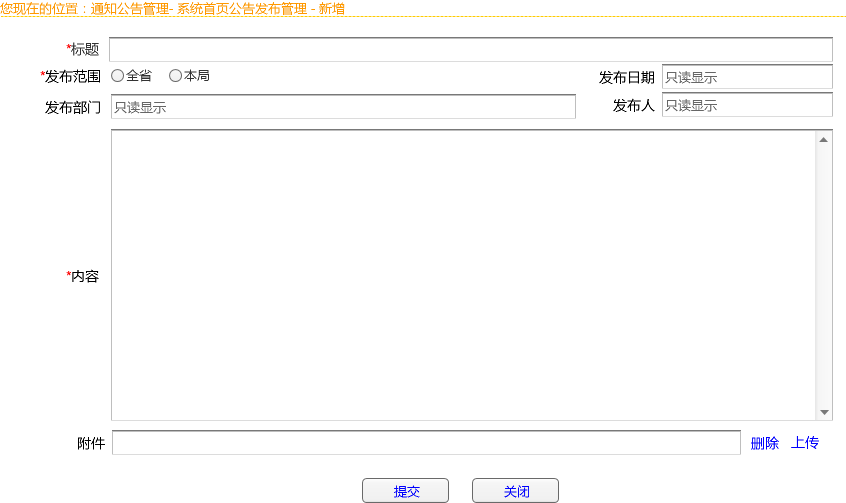 您现在的位置：通知公告管理- 系统首页公告发布管理 - 新增
*标题
*发布范围 全省 本局 发布日期 只读显示
发布部门 只读显示 发布人 只读显示
*内容
附件 删除 上传
提交 关闭